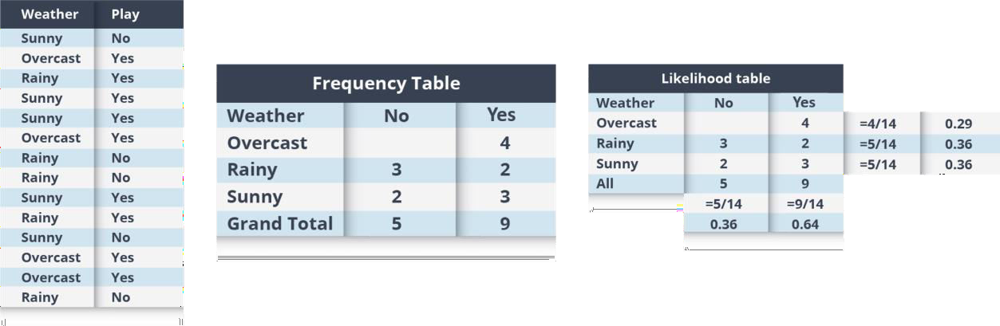 Weather Play
Sunny No
Overcast Yes
Rainy Yes
Sunny Yes
Sunny Yes
Overcast Yes
Rainy No
Rainy No
Sunny Yes
Rainy Yes
Sunny No
Overcast Yes
Overcast Yes
Rainy No
Frequency Table
Weather No Yes
Overcast 4
Rainy 3 2
Sunny 2 3
Grand Total 5 9
Likelihood table
Weather No Yes
Overcast 4 =4/14 0.29
Rainy 3 2 =5/14 0.36
Sunny 2 3 =5/14 0.36
All 5 9
=5/14 =9/14
0.36 0.64